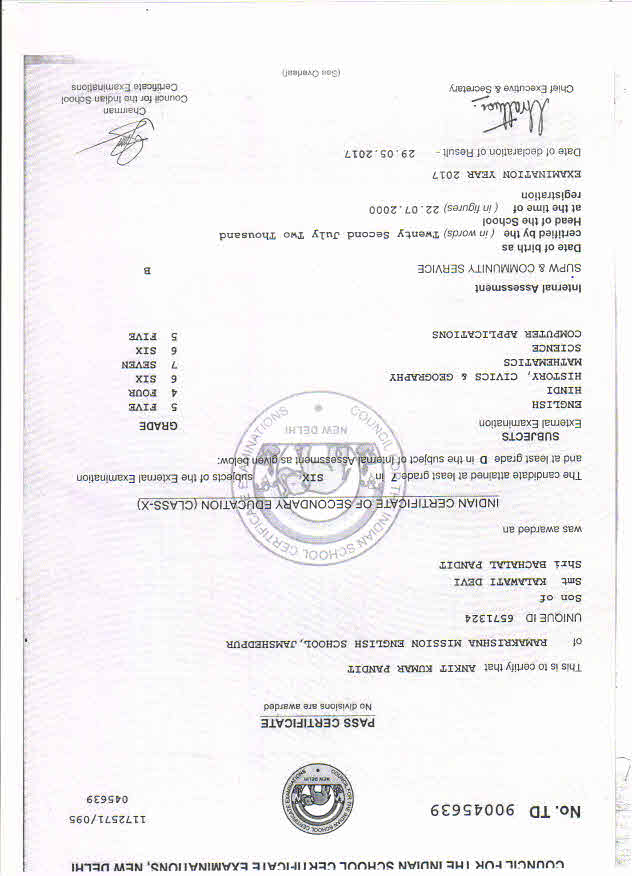 COUNCIL FOR THE INDIAN SCHOOL CERTIFICATE EXAMINATIONS, NEW DELHI
No. TD 90045639
1172571/095
045639
COUNCIL FOR THE INDIAN SCHOOL CERTIFICATE EXAMINATIONS
NEW DELHI
PASS CERTIFICATE
No divisions are awarded
This is to certify that ANKIT KUMAR PANDIT
of RAMAKRISHNA MISSION ENGLISH SCHOOL, JAMSHEDPUR
UNIQUE ID 6571324
Son of
Smt KALAWATI DEVI
Shri BACHALAL PANDIT
was awarded an
INDIAN CERTIFICATE OF SECONDARY EDUCATION (CLASS-X)
The candidate attained at least grade 7 in SIX subjects of the External Examination
and at least grade D in the subject of Internal Assessment as given below:
COUNCIL FOR THE INDIAN SCHOOL CERTIFICATE EXAMINATIONS
NEW DELHI
SUBJECTS
External Examination GRADE
ENGLISH 5 FIVE
HINDI 4 FOUR
HISTORY, CIVICS & GEOGRAPHY 6 SIX
MATHEMATICS 7 SEVEN
SCIENCE 6 SIX
COMPUTER APPLICATIONS 5 FIVE
Internal Assessment
SUPW & COMMUNITY SERVICE B
Date of birth as
certified by the (in words) Twenty Second July Two Thousand
Head of the School
at the time of (in figures) 22.07.2000
registration
EXAMINATION YEAR 2017
Date of declaration of Result - 29.05.2017
Chief Executive & Secretary
Chairman
Council for the Indian School
Certificate Examinations
(See Overleaf)